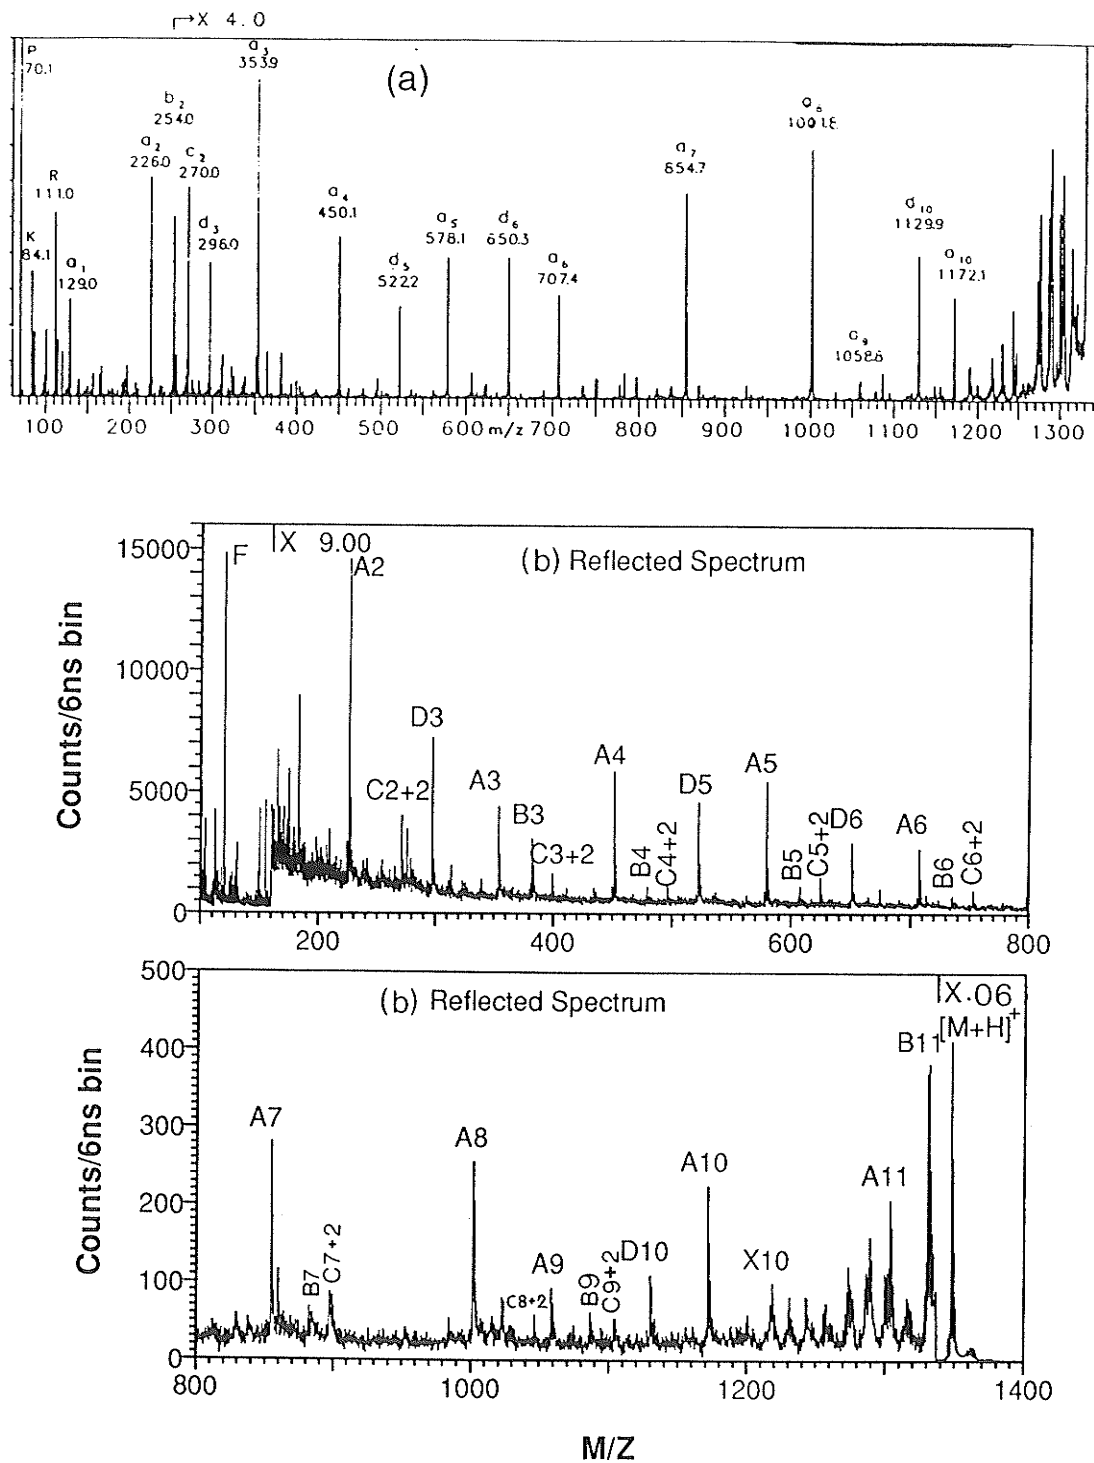 ┌→X 4.0
P
70.1
a3
353.9
(a)
b2
254.0
a2
226.0
c2
270.0
R
111.0
d3
296.0
K
84.1
a1
129.0
a4
450.1
d5
522.2
a5
578.1
d6
650.3
a6
707.4
a7
854.7
1001.8
d10
1129.9
a10
1172.1
1058.8
100 200 300 400 500 600 m/z 700 800 900 1000 1100 1200 1300
|X 9.00
(b) Reflected Spectrum
F
A2
D3
C2+2
A3
B3
C3+2
A4
B4
C4+2
D5
A5
B5
C5+2
D6
A6
B6
C6+2
15000
10000
5000
0
Counts/6ns bin
200 400 600 800
(b) Reflected Spectrum
|X.06
[M+H]+
B11
A7
B7
C7+2
A8
C8+2
A9
B9
C9+2
D10
A10
X10
A11
500
400
300
200
100
0
Counts/6ns bin
800 1000 1200 1400
M/Z